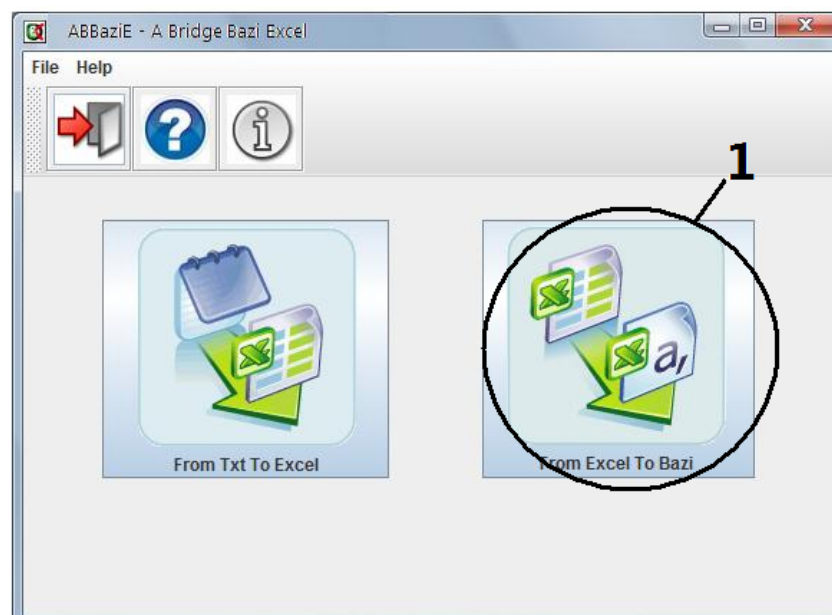 ABBaziE - A Bridge Bazi Excel
File Help
1
From Txt To Excel
From Excel To Bazi
a,